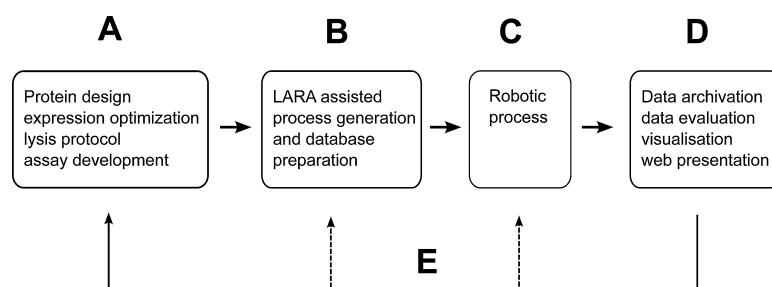 A
B
C
D
Protein design
expression optimization
lysis protocol
assay development
LARA assisted
process generation
and database
preparation
Robotic
process
Data archivation
data evaluation
visualisation
web presentation
E